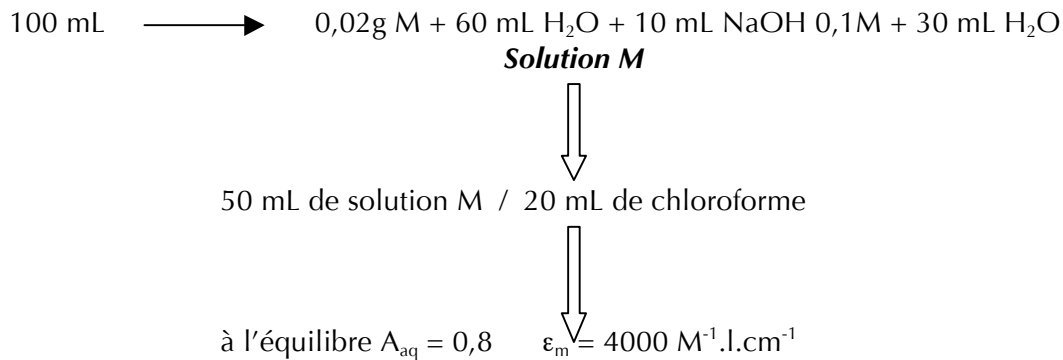 100 mL 0,02g M + 60 mL H₂O + 10 mL NaOH 0,1M + 30 mL H₂O
Solution M
50 mL de solution M / 20 mL de chloroforme
à l'équilibre A_aq = 0,8 ε_m = 4000 M⁻¹.l.cm⁻¹